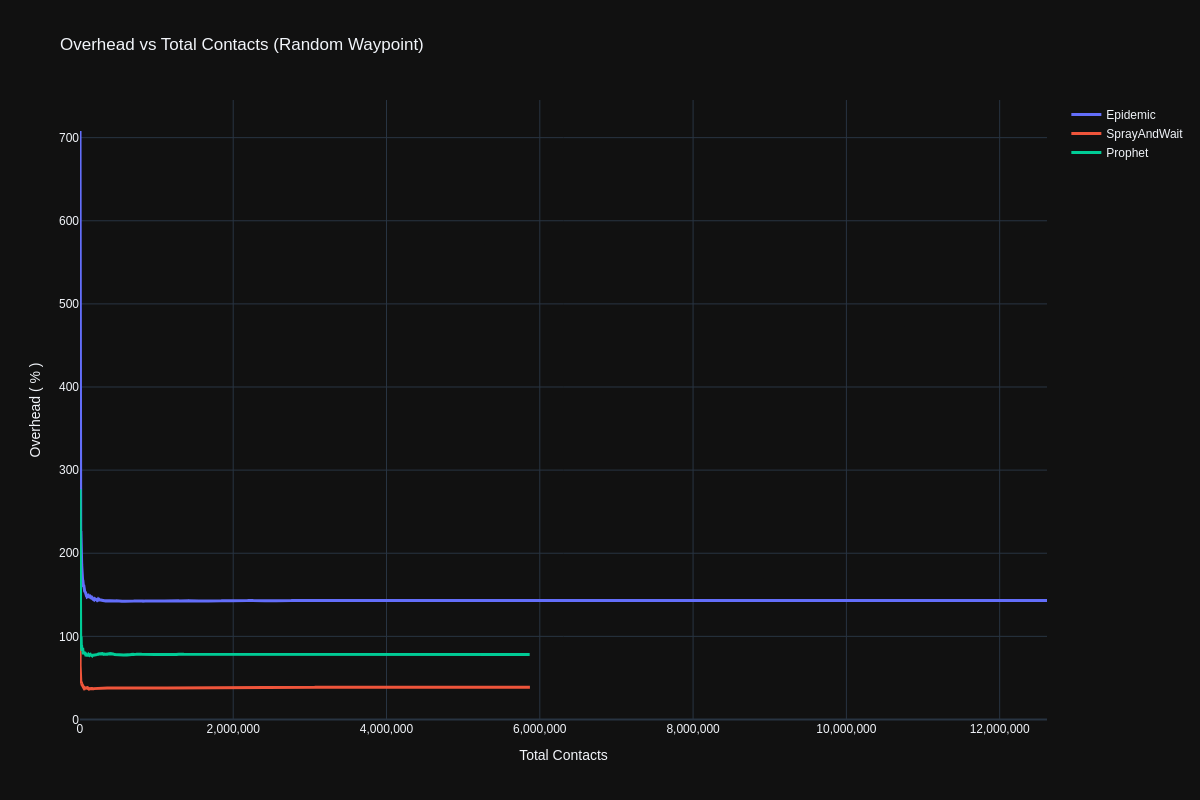 Overhead vs Total Contacts (Random Waypoint)
Epidemic
SprayAndWait
Prophet
700
600
500
400
300
200
100
0
Overhead ( % )
0
2,000,000
4,000,000
6,000,000
8,000,000
10,000,000
12,000,000
Total Contacts